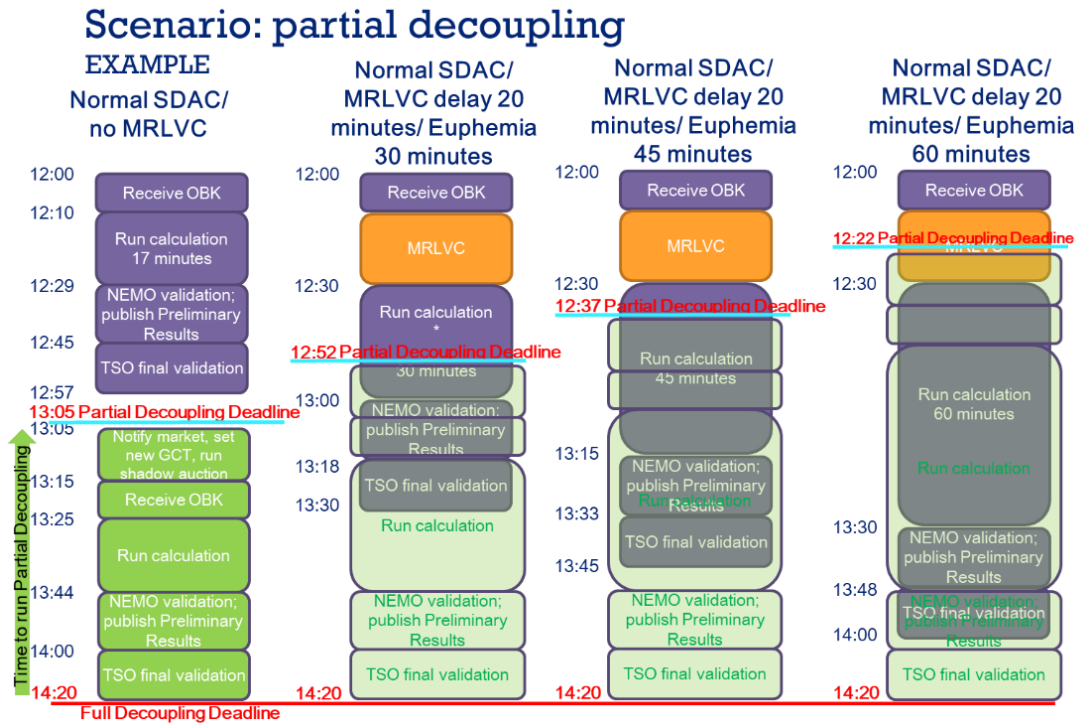 Scenario: partial decoupling
EXAMPLE
Normal SDAC/
no MRLVC
12:00
Receive OBK
12:10
Run calculation
17 minutes
12:29
NEMO validation;
publish Preliminary
Results
12:45
TSO final validation
12:57
13:05 Partial Decoupling Deadline
13:05
Notify market, set
new GCT, run
shadow auction
13:15
Receive OBK
13:25
Run calculation
13:44
NEMO validation;
publish Preliminary
Results
14:00
TSO final validation
14:20
Full Decoupling Deadline
Time to run Partial Decoupling
Normal SDAC/
MRLVC delay 20
minutes/ Euphemia
30 minutes
12:00
Receive OBK
MRLVC
12:30
Run calculation
*
12:52 Partial Decoupling Deadline
30 minutes
13:00
NEMO validation;
publish Preliminary
Results
13:18
TSO final validation
13:30
Run calculation
NEMO validation;
publish Preliminary
Results
TSO final validation
14:20
Normal SDAC/
MRLVC delay 20
minutes/ Euphemia
45 minutes
12:00
Receive OBK
MRLVC
12:30
12:37 Partial Decoupling Deadline
Run calculation
45 minutes
13:15
NEMO validation;
publish Preliminary
Results
Run calculation
13:33
TSO final validation
13:45
NEMO validation;
publish Preliminary
Results
TSO final validation
14:20
Normal SDAC/
MRLVC delay 20
minutes/ Euphemia
60 minutes
12:00
Receive OBK
12:22 Partial Decoupling Deadline
MRLVC
12:30
Run calculation
60 minutes
Run calculation
13:30
NEMO validation;
publish Preliminary
Results
13:48
NEMO validation;
publish Preliminary
Results
TSO final validation
14:00
TSO final validation
14:20